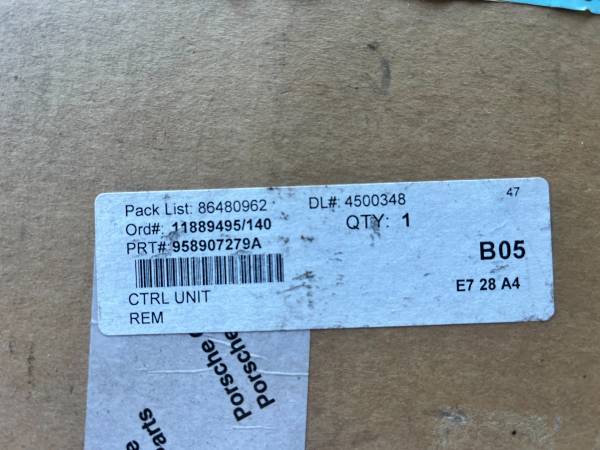 Pack List: 86480962 DL#: 4500348 47
Ord#: 11889495/140 QTY: 1
PRT# 958907279A
B05
CTRL UNIT E7 28 A4
REM
Porsche
Porsche
arts